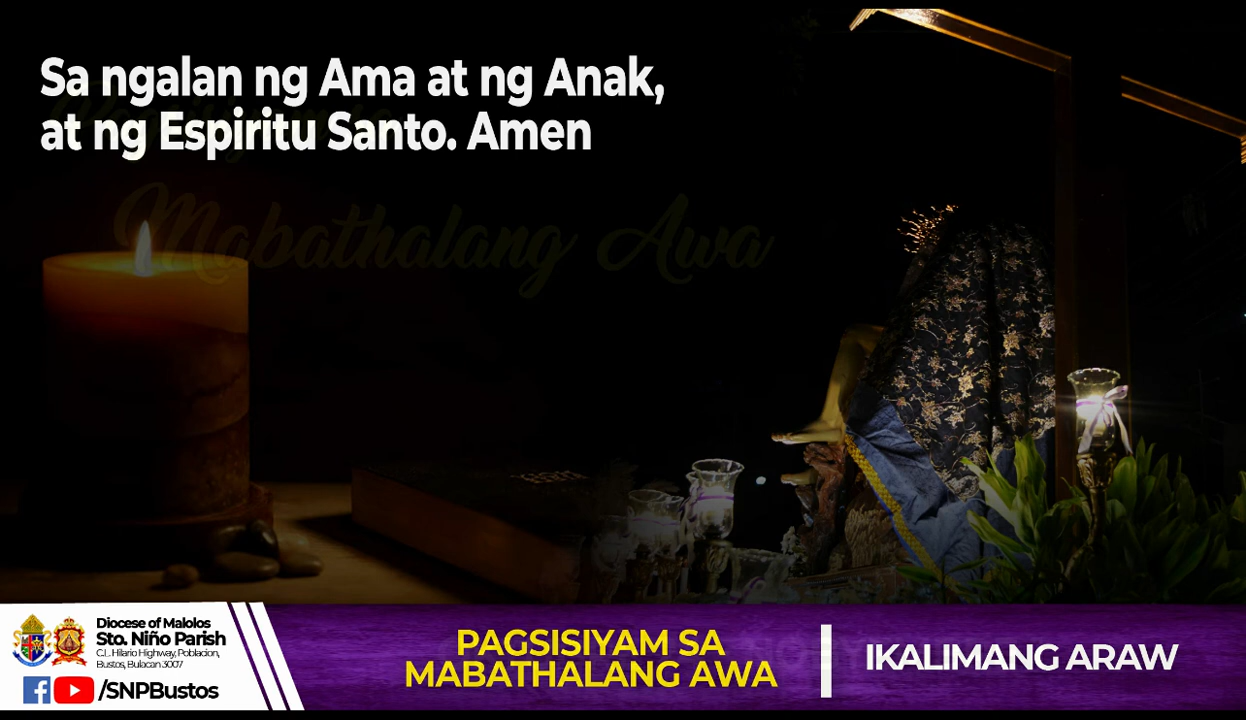 Sa ngalan ng Ama at ng Anak,
at ng Espiritu Santo. Amen
Mabathalang Awa
Diocese of Malolos
Sto. Niño Parish
C.L. Hilario Highway, Poblacion,
Bustos, Bulacan 3007
/SNPBustos
PAGSISIYAM SA
MABATHALANG AWA
IKALIMANG ARAW